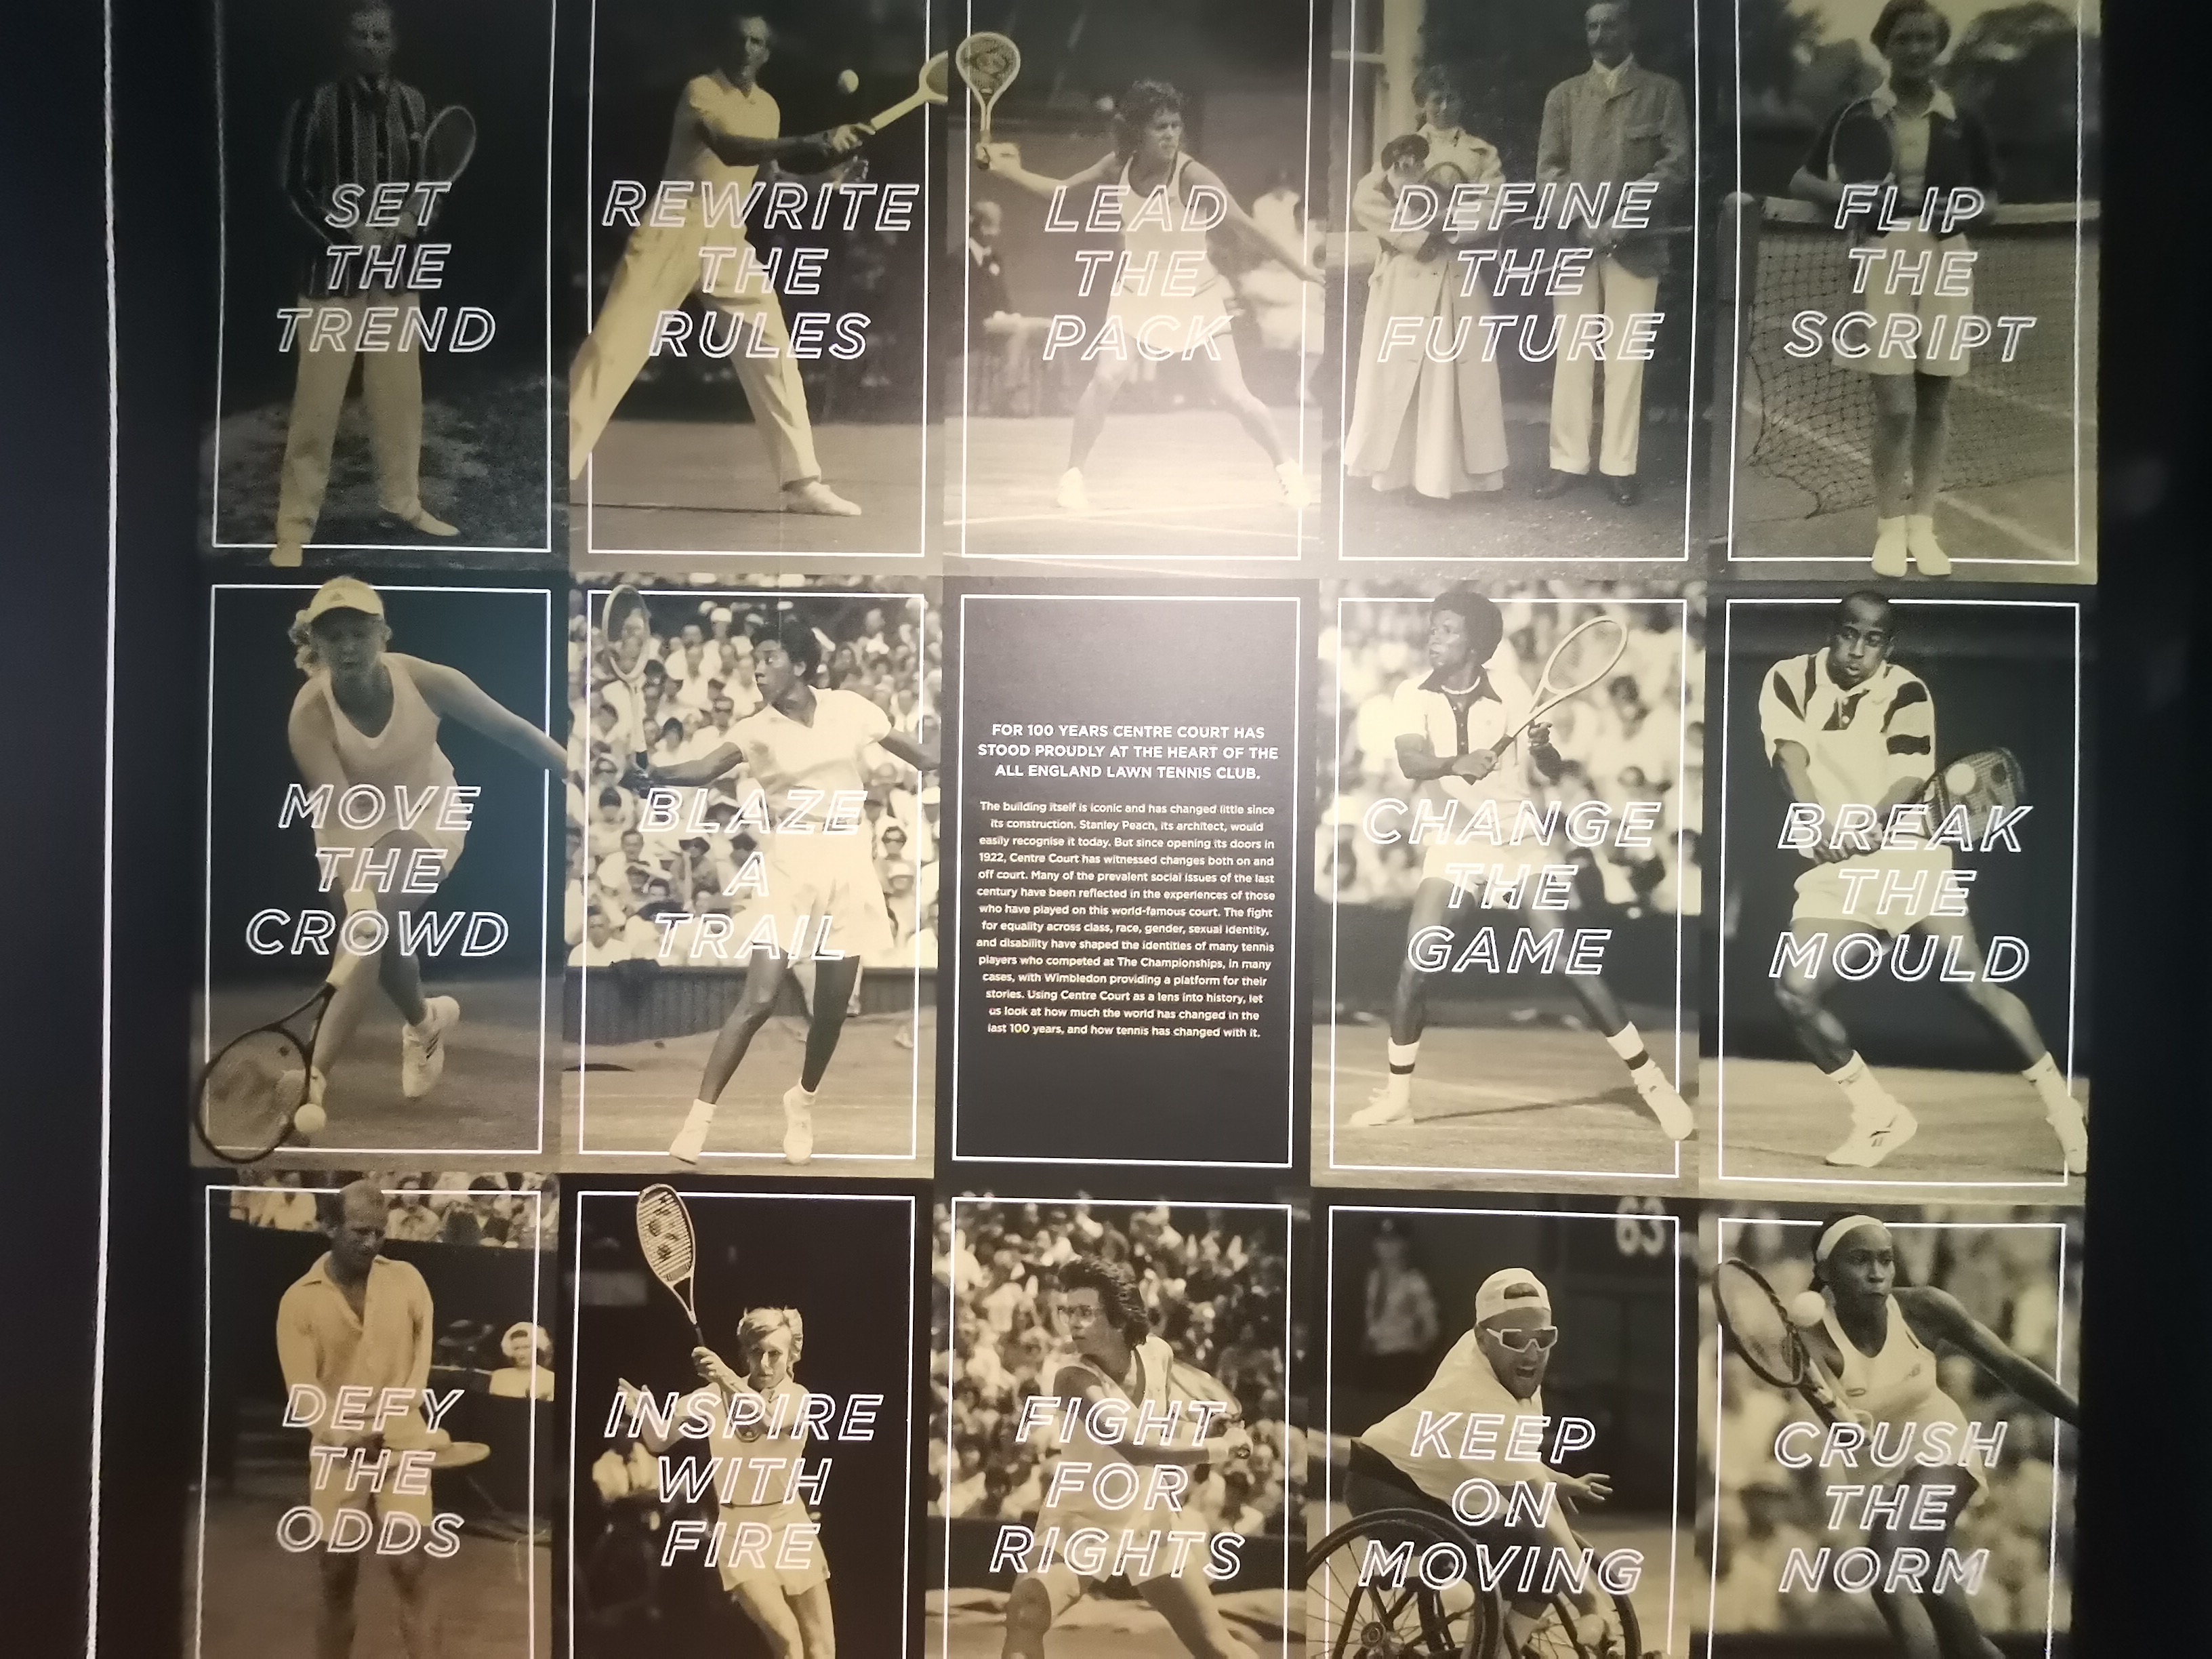 SET
THE
TREND
REWRITE
THE
RULES
LEAD
THE
PACK
DEFINE
THE
FUTURE
FLIP
THE
SCRIPT
MOVE
THE
CROWD
BLAZE
A
TRAIL
FOR 100 YEARS CENTRE COURT HAS
STOOD PROUDLY AT THE HEART OF THE
ALL ENGLAND LAWN TENNIS CLUB.
The building itself is iconic and has changed little since
its construction. Stanley Peach, its architect, would
easily recognise it today. But since opening its doors in
1922, Centre Court has witnessed changes both on and
off court. Many of the prevalent social issues of the last
century have been reflected in the experiences of those
who have played on this world-famous court. The fight
for equality across class, race, gender, sexual identity,
and disability have shaped the identities of many tennis
players who competed at The Championships, in many
cases, with Wimbledon providing a platform for their
stories. Using Centre Court as a lens into history, let
us look at how much the world has changed in the
last 100 years, and how tennis has changed with it.
CHANGE
THE
GAME
BREAK
THE
MOULD
DEFY
THE
ODDS
INSPIRE
WITH
FIRE
FIGHT
FOR
RIGHTS
63
KEEP
ON
MOVING
CRUSH
THE
NORM